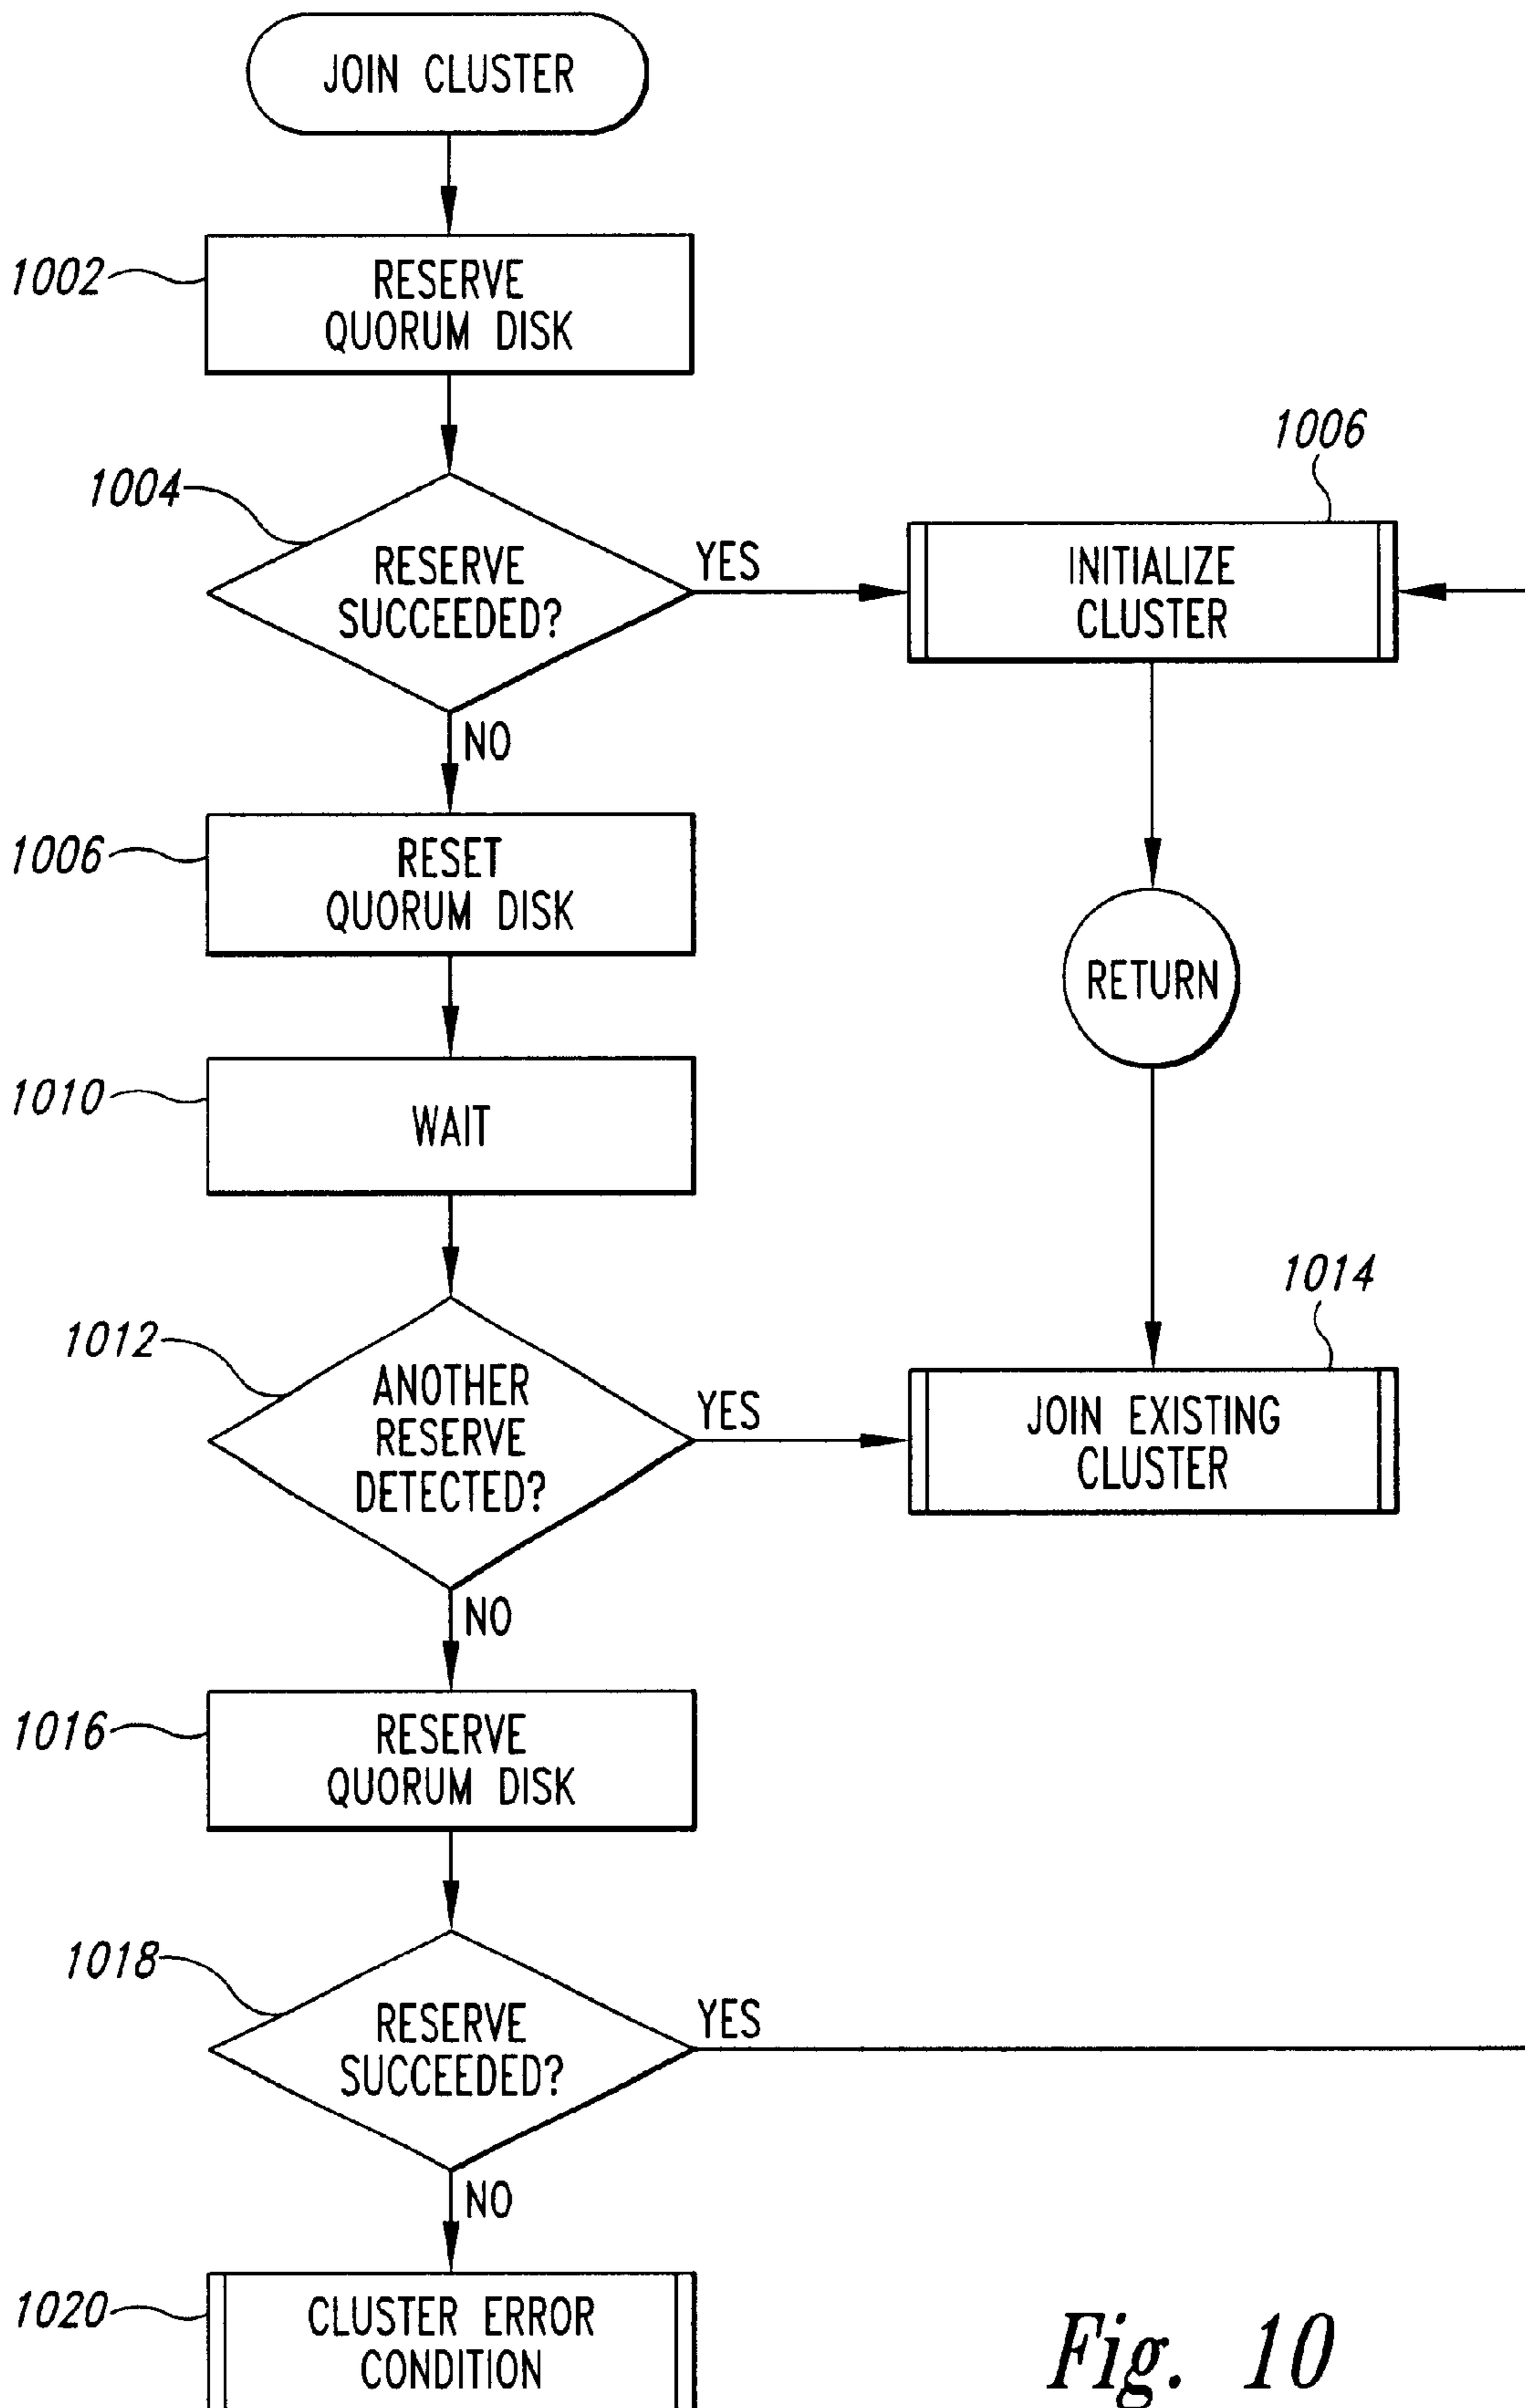 JOIN CLUSTER
1002
RESERVE
QUORUM DISK
1004
RESERVE
SUCCEEDED?
YES
1006
INITIALIZE
CLUSTER
NO
1006
RESET
QUORUM DISK
RETURN
1010
WAIT
1012
ANOTHER
RESERVE
DETECTED?
YES
1014
JOIN EXISTING
CLUSTER
NO
1016
RESERVE
QUORUM DISK
1018
RESERVE
SUCCEEDED?
YES
NO
1020
CLUSTER ERROR
CONDITION
Fig. 10